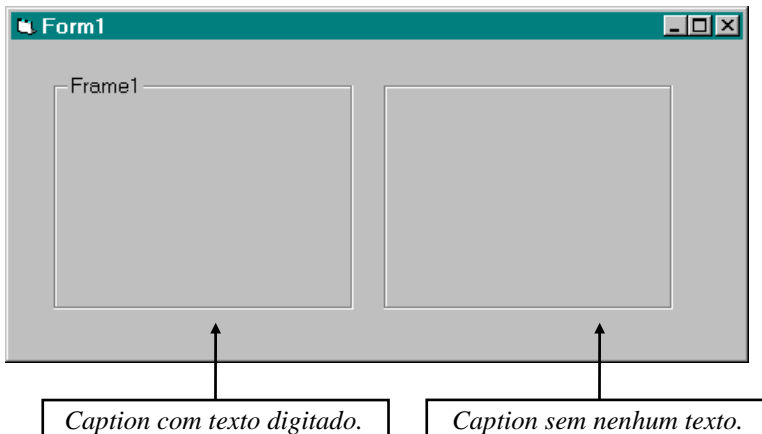 Form1
Frame1
Caption com texto digitado.
Caption sem nenhum texto.